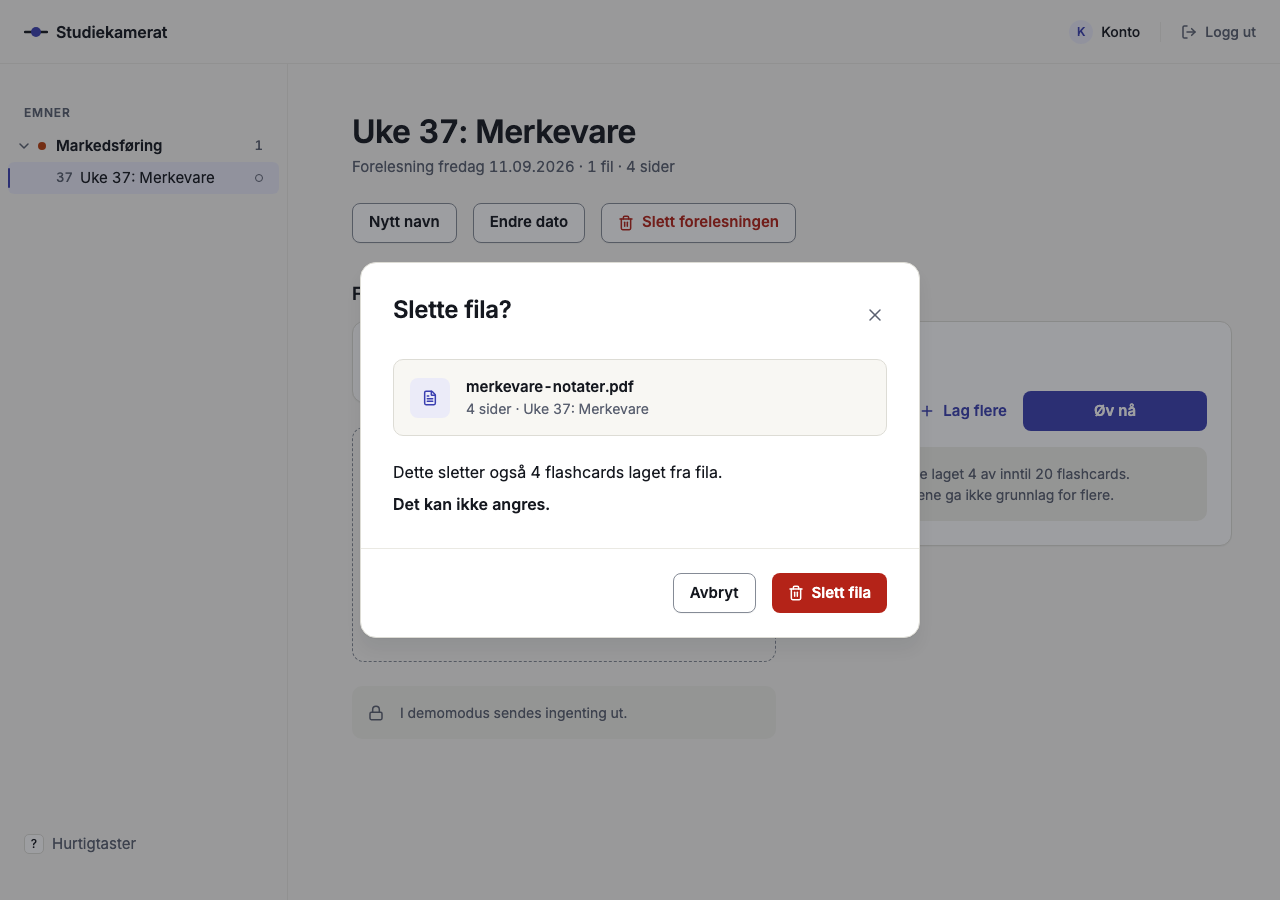 Studiekamerat
K Konto
Logg ut
EMNER
Markedsføring 1
37 Uke 37: Merkevare
Uke 37: Merkevare
Forelesning fredag 11.09.2026 · 1 fil · 4 sider
Nytt navn
Endre dato
Slett forelesningen
Slette fila?
merkevare-notater.pdf
4 sider · Uke 37: Merkevare
Dette sletter også 4 flashcards laget fra fila.
Det kan ikke angres.
Avbryt
Slett fila
+ Lag flere
Øv nå
laget 4 av inntil 20 flashcards.
ga ikke grunnlag for flere.
I demomodus sendes ingenting ut.
? Hurtigtaster